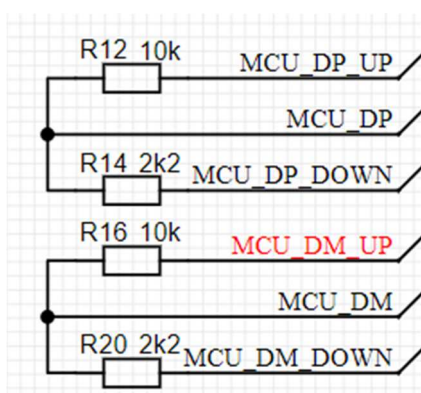 R12 10k MCU_DP_UP
MCU_DP
R14 2k2 MCU_DP_DOWN
R16 10k MCU_DM_UP
MCU_DM
R20 2k2 MCU_DM_DOWN